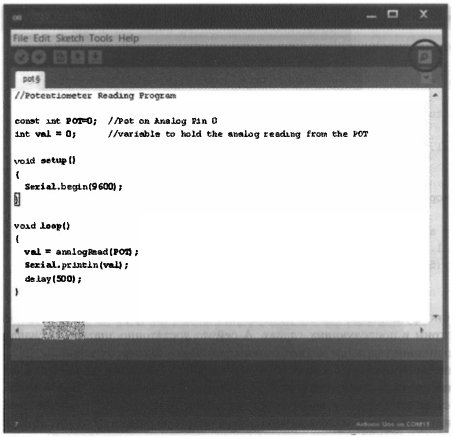 File Edit Sketch Tools Help
pot§
//Potentiometer Reading Program
const int POT=0;  //Pot on Analog Pin 0
int val = 0;      //variable to hold the analog reading from the POT
void setup()
{
  Serial.begin(9600);
}
void loop()
{
  val = analogRead(POT);
  Serial.println(val);
  delay(500);
}
7
Arduino Uno on COM15